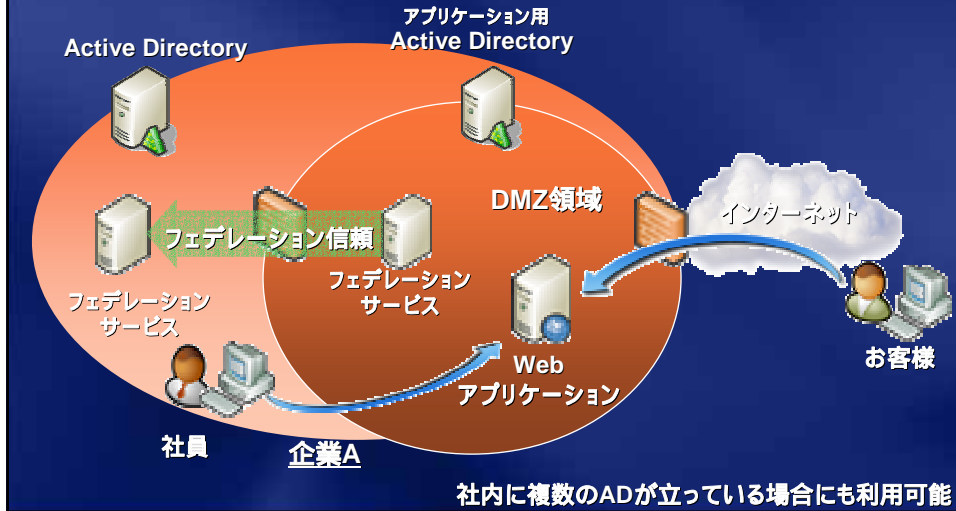 アプリケーション用
Active Directory
Active Directory
DMZ領域
インターネット
フェデレーション信頼
フェデレーション
サービス
フェデレーション
サービス
Web
アプリケーション
お客様
社員
企業A
社内に複数のADが立っている場合にも利用可能